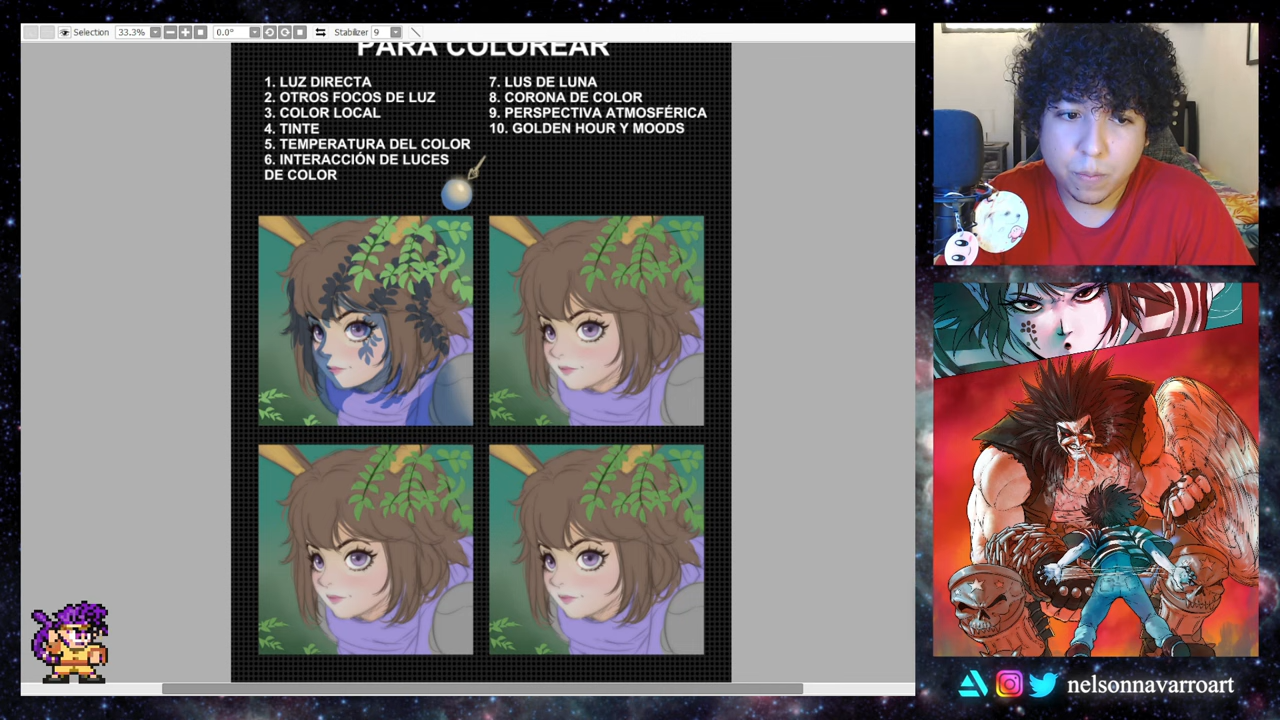 Selection 33.3% 0.0° Stabilizer 9
PARA COLOREAR
1. LUZ DIRECTA
2. OTROS FOCOS DE LUZ
3. COLOR LOCAL
4. TINTE
5. TEMPERATURA DEL COLOR
6. INTERACCIÓN DE LUCES
DE COLOR
7. LUS DE LUNA
8. CORONA DE COLOR
9. PERSPECTIVA ATMOSFÉRICA
10. GOLDEN HOUR Y MOODS
nelsonnavarroart